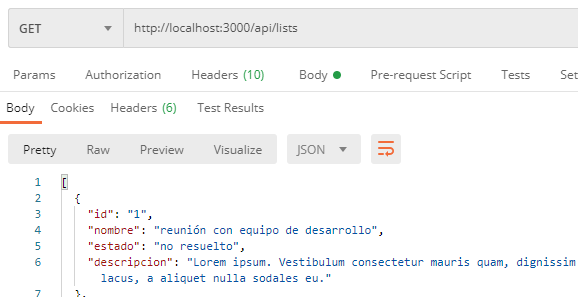 GET http://localhost:3000/api/lists
Params Authorization Headers (10) Body Pre-request Script Tests Set
Body Cookies Headers (6) Test Results
Pretty Raw Preview Visualize JSON
1 [
2 {
3 "id": "1",
4 "nombre": "reunión con equipo de desarrollo",
5 "estado": "no resuelto",
6 "descripcion": "Lorem ipsum. Vestibulum consectetur mauris quam, dignissim
lacus, a aliquet nulla sodales eu."
7 },